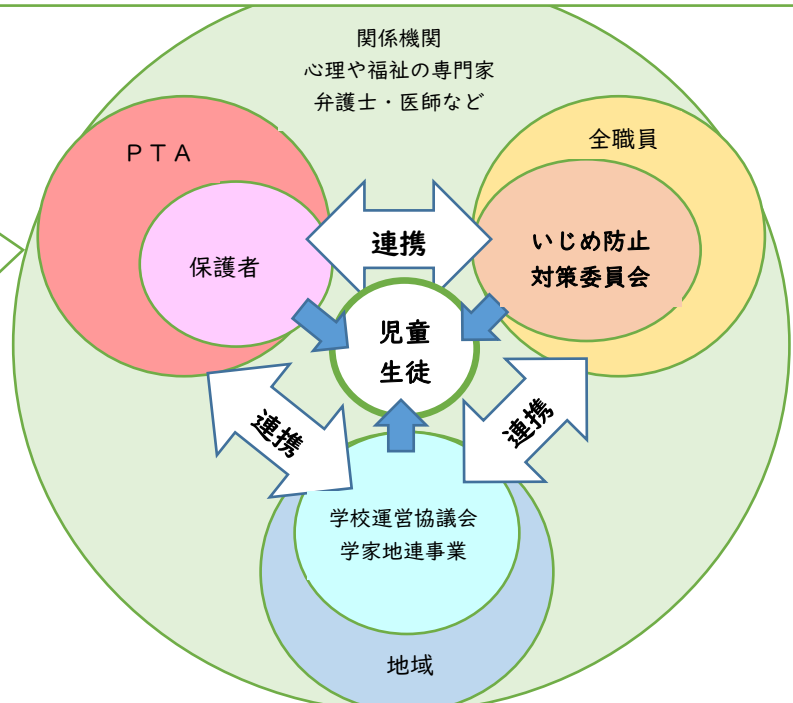 関係機関
心理や福祉の専門家
弁護士・医師など
ＰＴＡ
全職員
保護者
連携
いじめ防止
対策委員会
児童
生徒
連携
連携
学校運営協議会
学家地連事業
地域